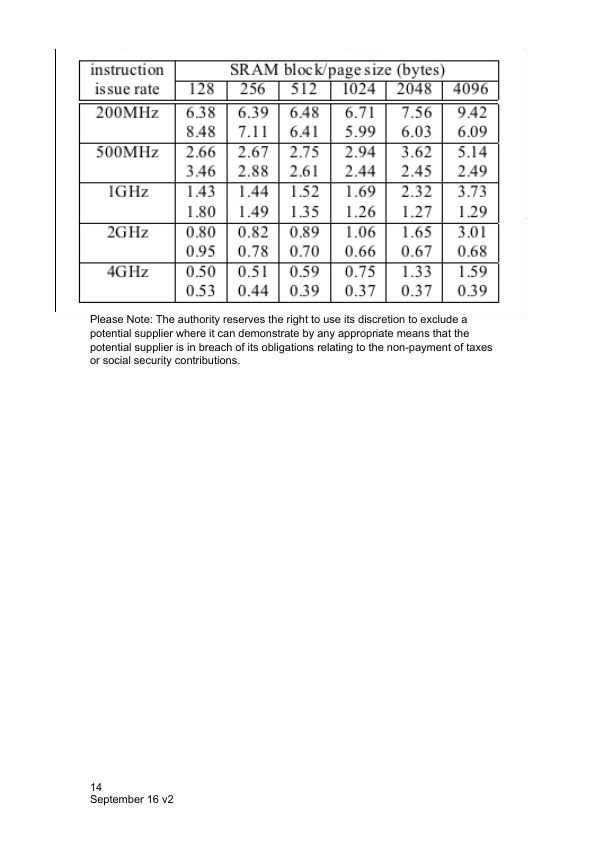 instruction SRAM block/page size (bytes)
issue rate 128 256 512 1024 2048 4096
200MHz 6.38 6.39 6.48 6.71 7.56 9.42
8.48 7.11 6.41 5.99 6.03 6.09
500MHz 2.66 2.67 2.75 2.94 3.62 5.14
3.46 2.88 2.61 2.44 2.45 2.49
1GHz 1.43 1.44 1.52 1.69 2.32 3.73
1.80 1.49 1.35 1.26 1.27 1.29
2GHz 0.80 0.82 0.89 1.06 1.65 3.01
0.95 0.78 0.70 0.66 0.67 0.68
4GHz 0.50 0.51 0.59 0.75 1.33 1.59
0.53 0.44 0.39 0.37 0.37 0.39
Please Note: The authority reserves the right to use its discretion to exclude a
potential supplier where it can demonstrate by any appropriate means that the
potential supplier is in breach of its obligations relating to the non-payment of taxes
or social security contributions.
14
September 16 v2